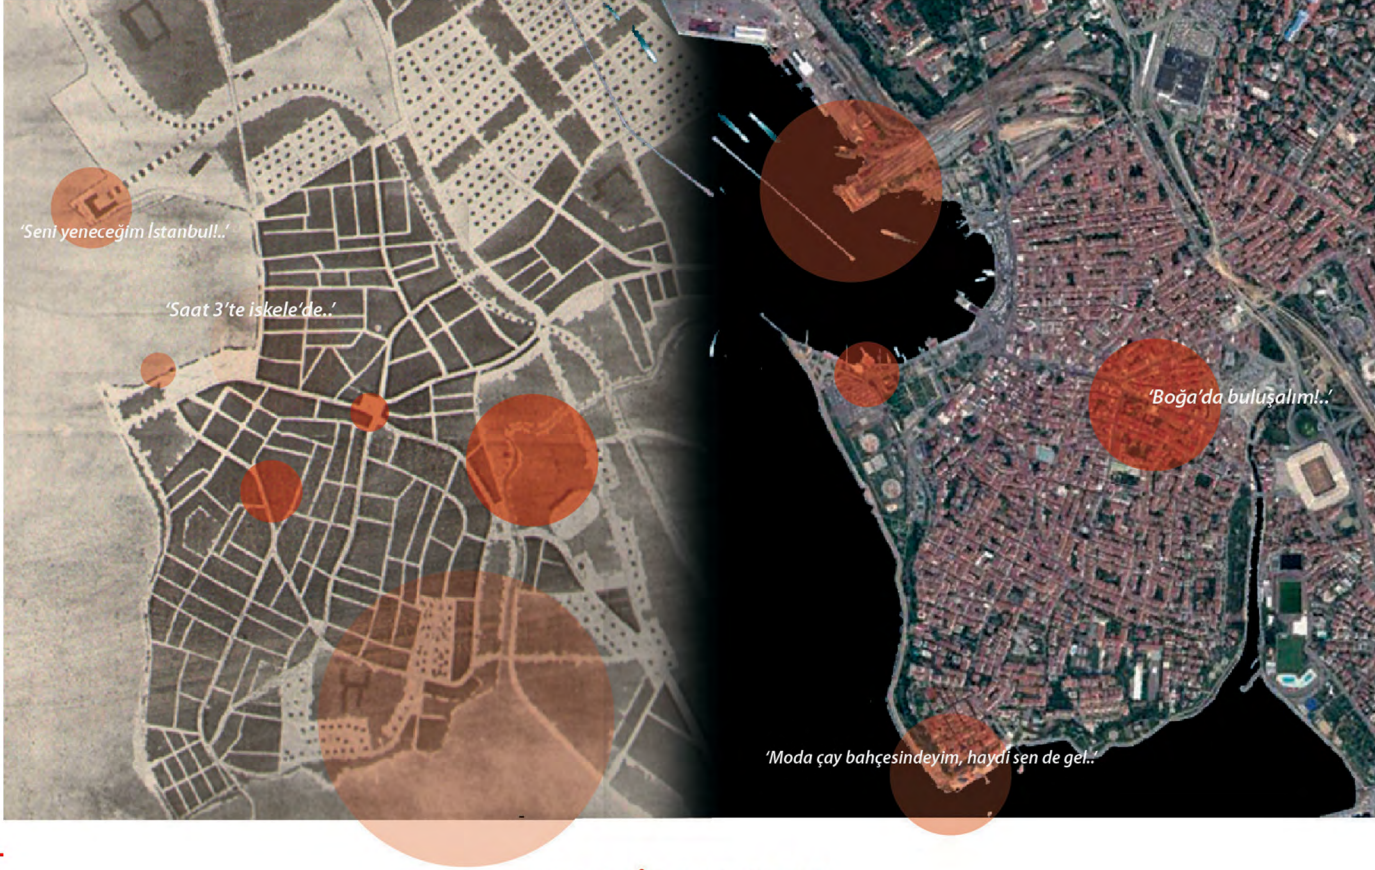 ‘Seni yeneceğim İstanbul!..’
‘Saat 3’te iskele‘de..’
‘Boğa’da buluşalım!..’
‘Moda çay bahçesindeyim, haydi sen de gel..‘